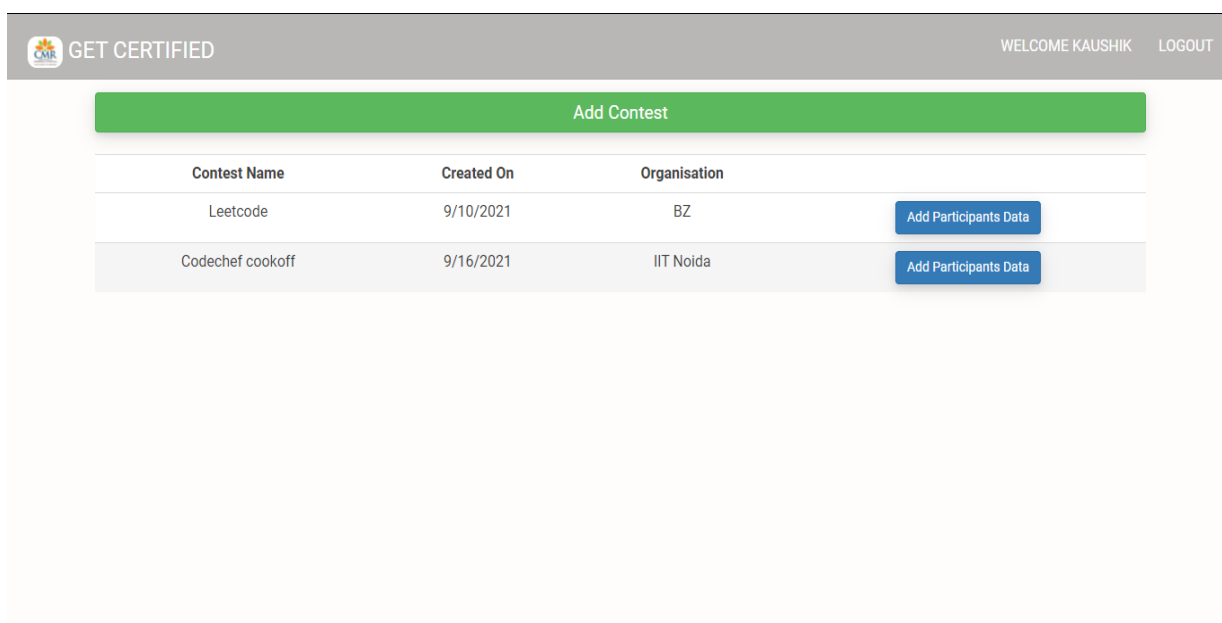 CMR GET CERTIFIED WELCOME KAUSHIK LOGOUT
Add Contest
Contest Name Created On Organisation
Leetcode 9/10/2021 BZ Add Participants Data
Codechef cookoff 9/16/2021 IIT Noida Add Participants Data